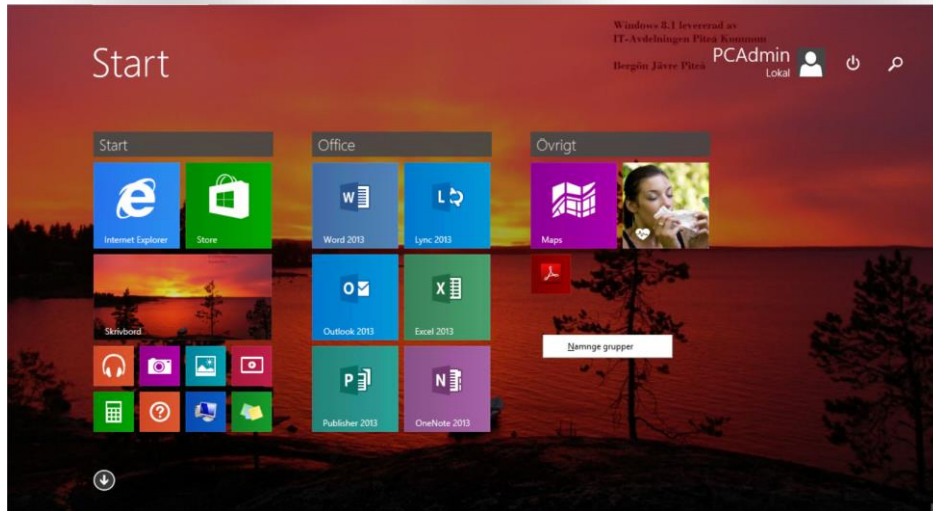 Windows 8.1 levererad av
IT-Avdelningen Piteå Kommun
Start
PCAdmin
Lokal
Bergön Jävre Piteå
Start
Office
Övrigt
Internet Explorer
Store
Word 2013
Lync 2013
Maps
Skrivbord
Outlook 2013
Excel 2013
Namnge grupper
Publisher 2013
OneNote 2013